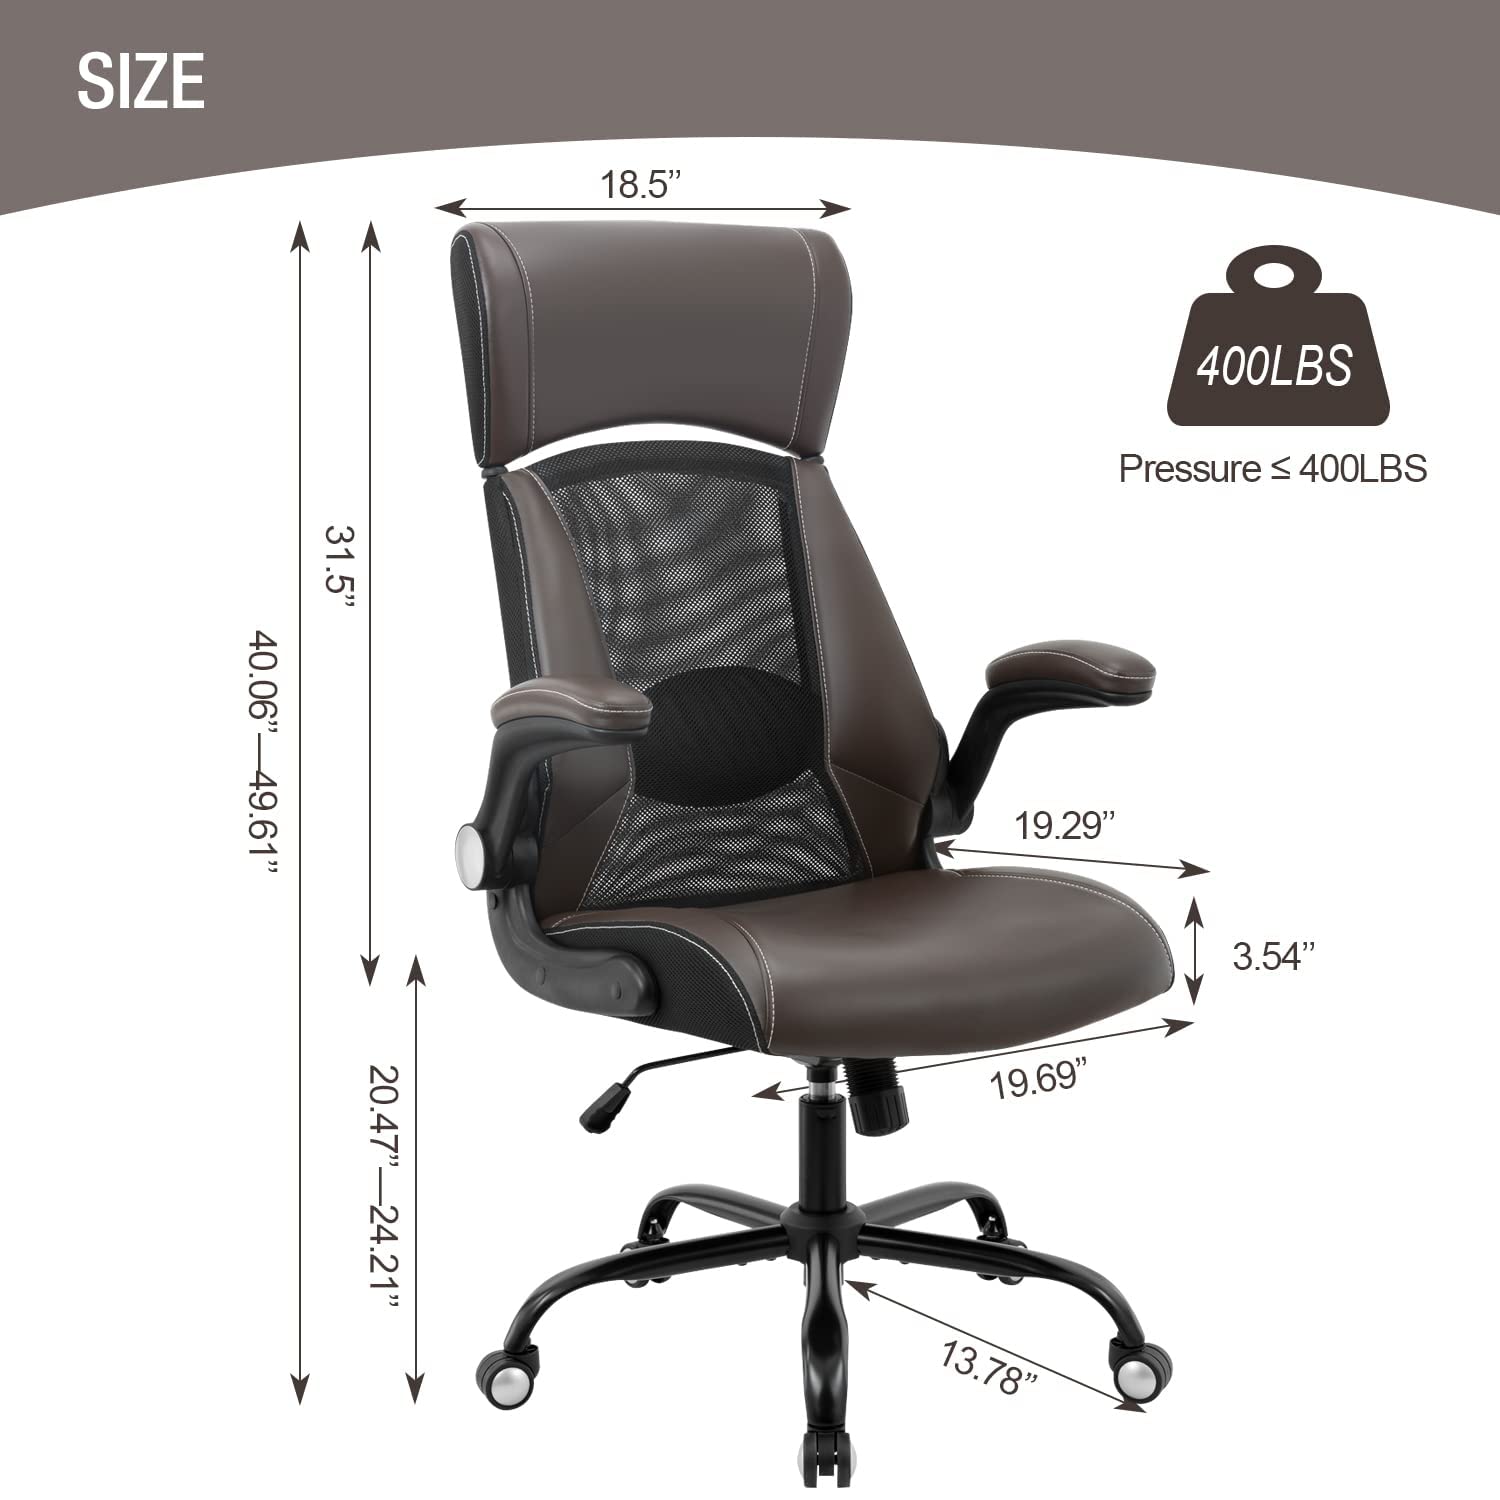 SIZE
18.5”
400LBS
Pressure ≤ 400LBS
31.5”
40.06”—49.61”
19.29”
3.54”
19.69”
20.47”—24.21”
13.78”